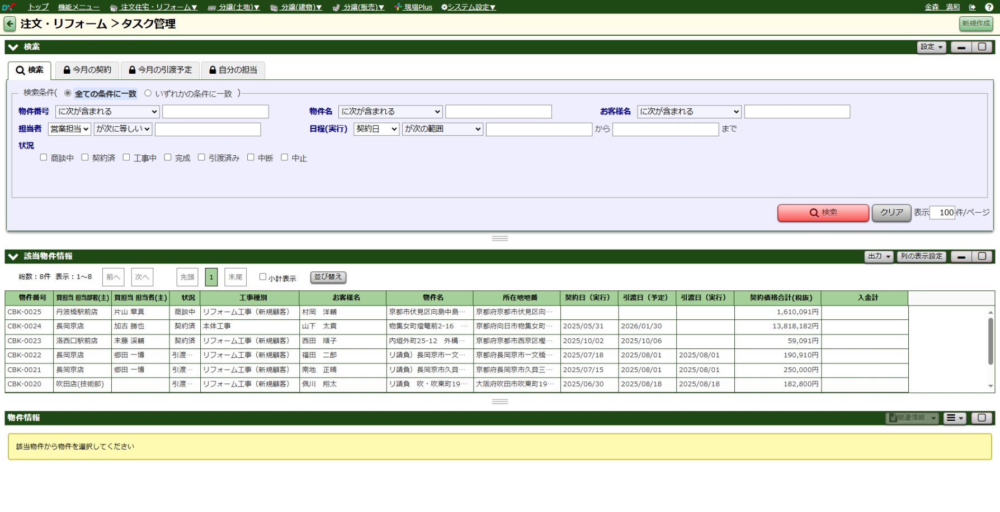 DX トップ 機能メニュー 注文住宅・リフォーム▼ 分譲(土地)▼ 分譲(建物)▼ 分譲(販売)▼ 現場Plus システム設定▼ 金森 満和
注文・リフォーム ＞タスク管理 新規作成
検索 設定
検索 今月の契約 今月の引渡予定 自分の担当
検索条件( 全ての条件に一致 いずれかの条件に一致 )
物件番号 に次が含まれる 物件名 に次が含まれる お客様名 に次が含まれる
担当者 営業担当 が次に等しい 日程(実行) 契約日 が次の範囲 から まで
状況
商談中 契約済 工事中 完成 引渡済み 中断 中止
検索 クリア 表示 100 件/ページ
該当物件情報 出力 列の表示設定
総数：8件 表示：1～8 前へ 次へ 先頭 1 末尾 小計表示 並び替え
物件番号 買担当 担当部署(主) 買担当 担当者(主) 状況 工事種別 お客様名 物件名 所在地地番 契約日（実行） 引渡日（予定） 引渡日（実行） 契約価格合計(税抜) 入金計
CBK-0025 丹波橋駅前店 片山 章真 商談中 リフォーム工事（新規顧客） 村岡 洋輔 京都市伏見区向島中島… 京都府京都市伏見区向… 1,610,091円
CBK-0024 長岡京店 加古 勝也 契約済 本体工事 山下 太貴 物集女町燈篭前2-16 … 京都府向日市物集女町… 2025/05/31 2026/01/30 13,818,182円
CBK-0023 洛西口駅前店 末藤 渓輔 契約済 リフォーム工事（新規顧客） 西田 順子 内垣外町25-12 外構… 京都府京都市西京区樫… 2025/10/02 2025/10/06 59,091円
CBK-0022 長岡京店 郷田 一博 引渡… リフォーム工事（新規顧客） 福田 二郎 リ請負）長岡京市一文… 京都府長岡京市一文橋… 2025/07/18 2025/08/01 2025/08/01 190,910円
CBK-0021 長岡京店 郷田 一博 引渡… リフォーム工事（新規顧客） 南地 正晴 リ請負）長岡京市久貝… 京都府長岡京市久貝三… 2025/07/15 2025/08/01 2025/08/01 250,000円
CBK-0020 吹田店(技術部) 引渡… リフォーム工事（新規顧客） 佩川 翔太 リ請負 吹・吹東町19… 大阪府吹田市吹東町19… 2025/06/30 2025/08/18 2025/08/18 182,800円
物件情報 関連情報
該当物件から物件を選択してください